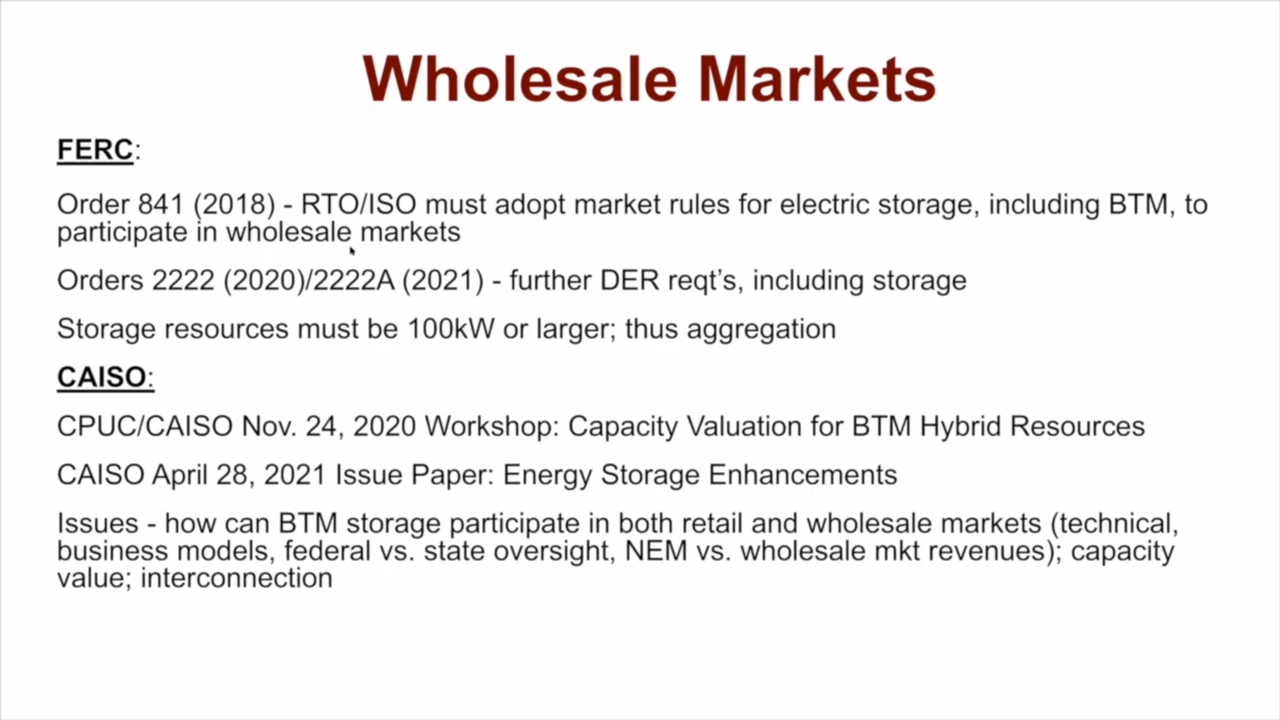 Wholesale Markets
FERC:
Order 841 (2018) - RTO/ISO must adopt market rules for electric storage, including BTM, to
participate in wholesale markets
Orders 2222 (2020)/2222A (2021) - further DER reqt's, including storage
Storage resources must be 100kW or larger; thus aggregation
CAISO:
CPUC/CAISO Nov. 24, 2020 Workshop: Capacity Valuation for BTM Hybrid Resources
CAISO April 28, 2021 Issue Paper: Energy Storage Enhancements
Issues - how can BTM storage participate in both retail and wholesale markets (technical,
business models, federal vs. state oversight, NEM vs. wholesale mkt revenues); capacity
value; interconnection